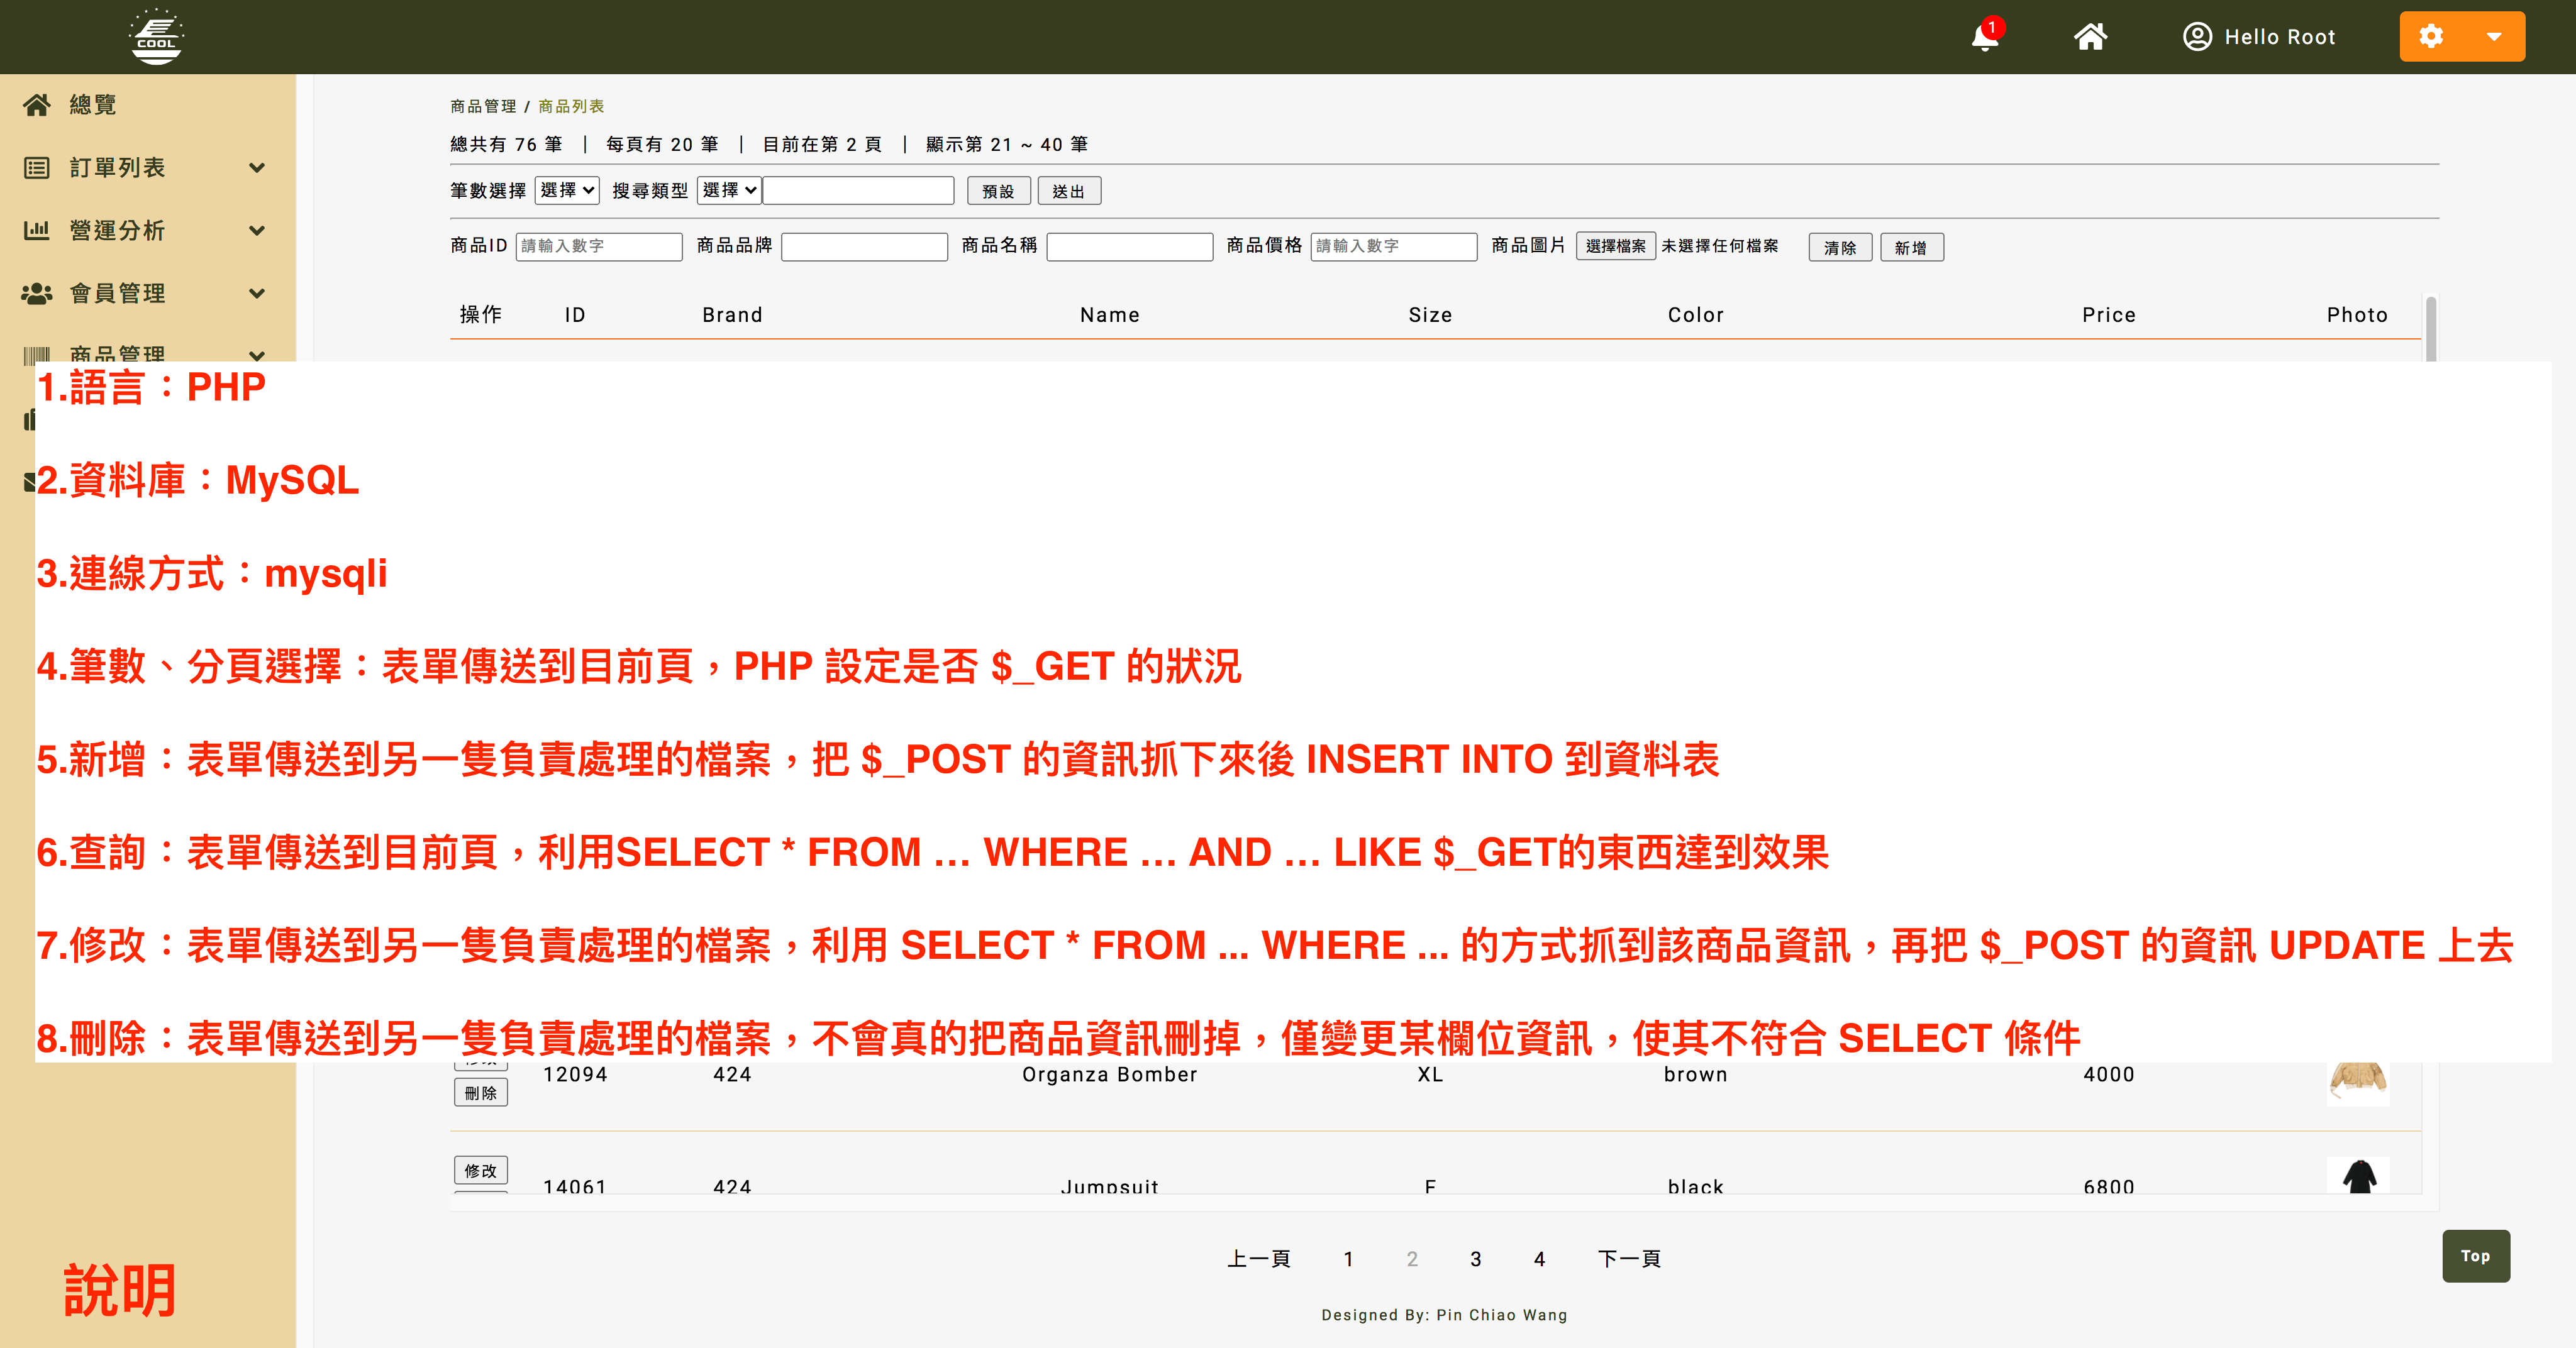 COOL
1
Hello Root
總覽
訂單列表
營運分析
會員管理
商品管理
商品管理 / 商品列表
總共有 76 筆 | 每頁有 20 筆 | 目前在第 2 頁 | 顯示第 21 ~ 40 筆
筆數選擇 選擇 搜尋類型 選擇 預設 送出
商品ID 請輸入數字 商品品牌 商品名稱 商品價格 請輸入數字 商品圖片 選擇檔案 未選擇任何檔案 清除 新增
操作 ID Brand Name Size Color Price Photo
1.語言：PHP
2.資料庫：MySQL
3.連線方式：mysqli
4.筆數、分頁選擇：表單傳送到目前頁，PHP 設定是否 $_GET 的狀況
5.新增：表單傳送到另一隻負責處理的檔案，把 $_POST 的資訊抓下來後 INSERT INTO 到資料表
6.查詢：表單傳送到目前頁，利用SELECT * FROM ... WHERE ... AND ... LIKE $_GET的東西達到效果
7.修改：表單傳送到另一隻負責處理的檔案，利用 SELECT * FROM ... WHERE ... 的方式抓到該商品資訊，再把 $_POST 的資訊 UPDATE 上去
8.刪除：表單傳送到另一隻負責處理的檔案，不會真的把商品資訊刪掉，僅變更某欄位資訊，使其不符合 SELECT 條件
12094 424 Organza Bomber XL brown 4000
刪除
修改
14061 424 Jumpsuit F black 6800
上一頁 1 2 3 4 下一頁
Top
說明
Designed By: Pin Chiao Wang